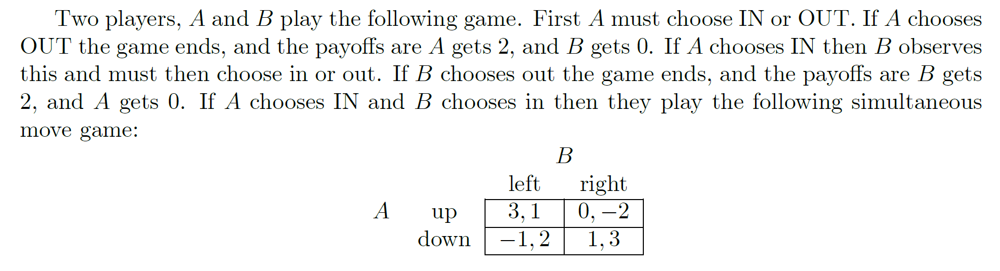 Two players, A and B play the following game. First A must choose IN or OUT. If A chooses
OUT the game ends, and the payoffs are A gets 2, and B gets 0. If A chooses IN then B observes
this and must then choose in or out. If B chooses out the game ends, and the payoffs are B gets
2, and A gets 0. If A chooses IN and B chooses in then they play the following simultaneous
move game:
B
left right
A up 3, 1 0, −2
down −1, 2 1, 3